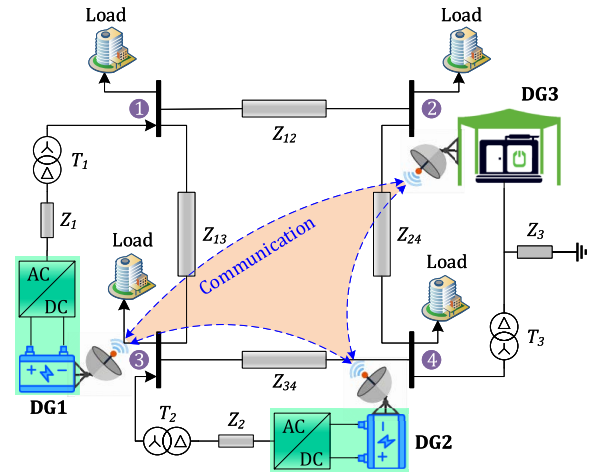 Load
Load
DG3
1
2
Z12
T1
Z1
Z13
Communication
Z24
Z3
Load
Load
AC
DC
T3
3
4
Z34
+ -
DG1
T2
Z2
AC
DC
-
+
DG2